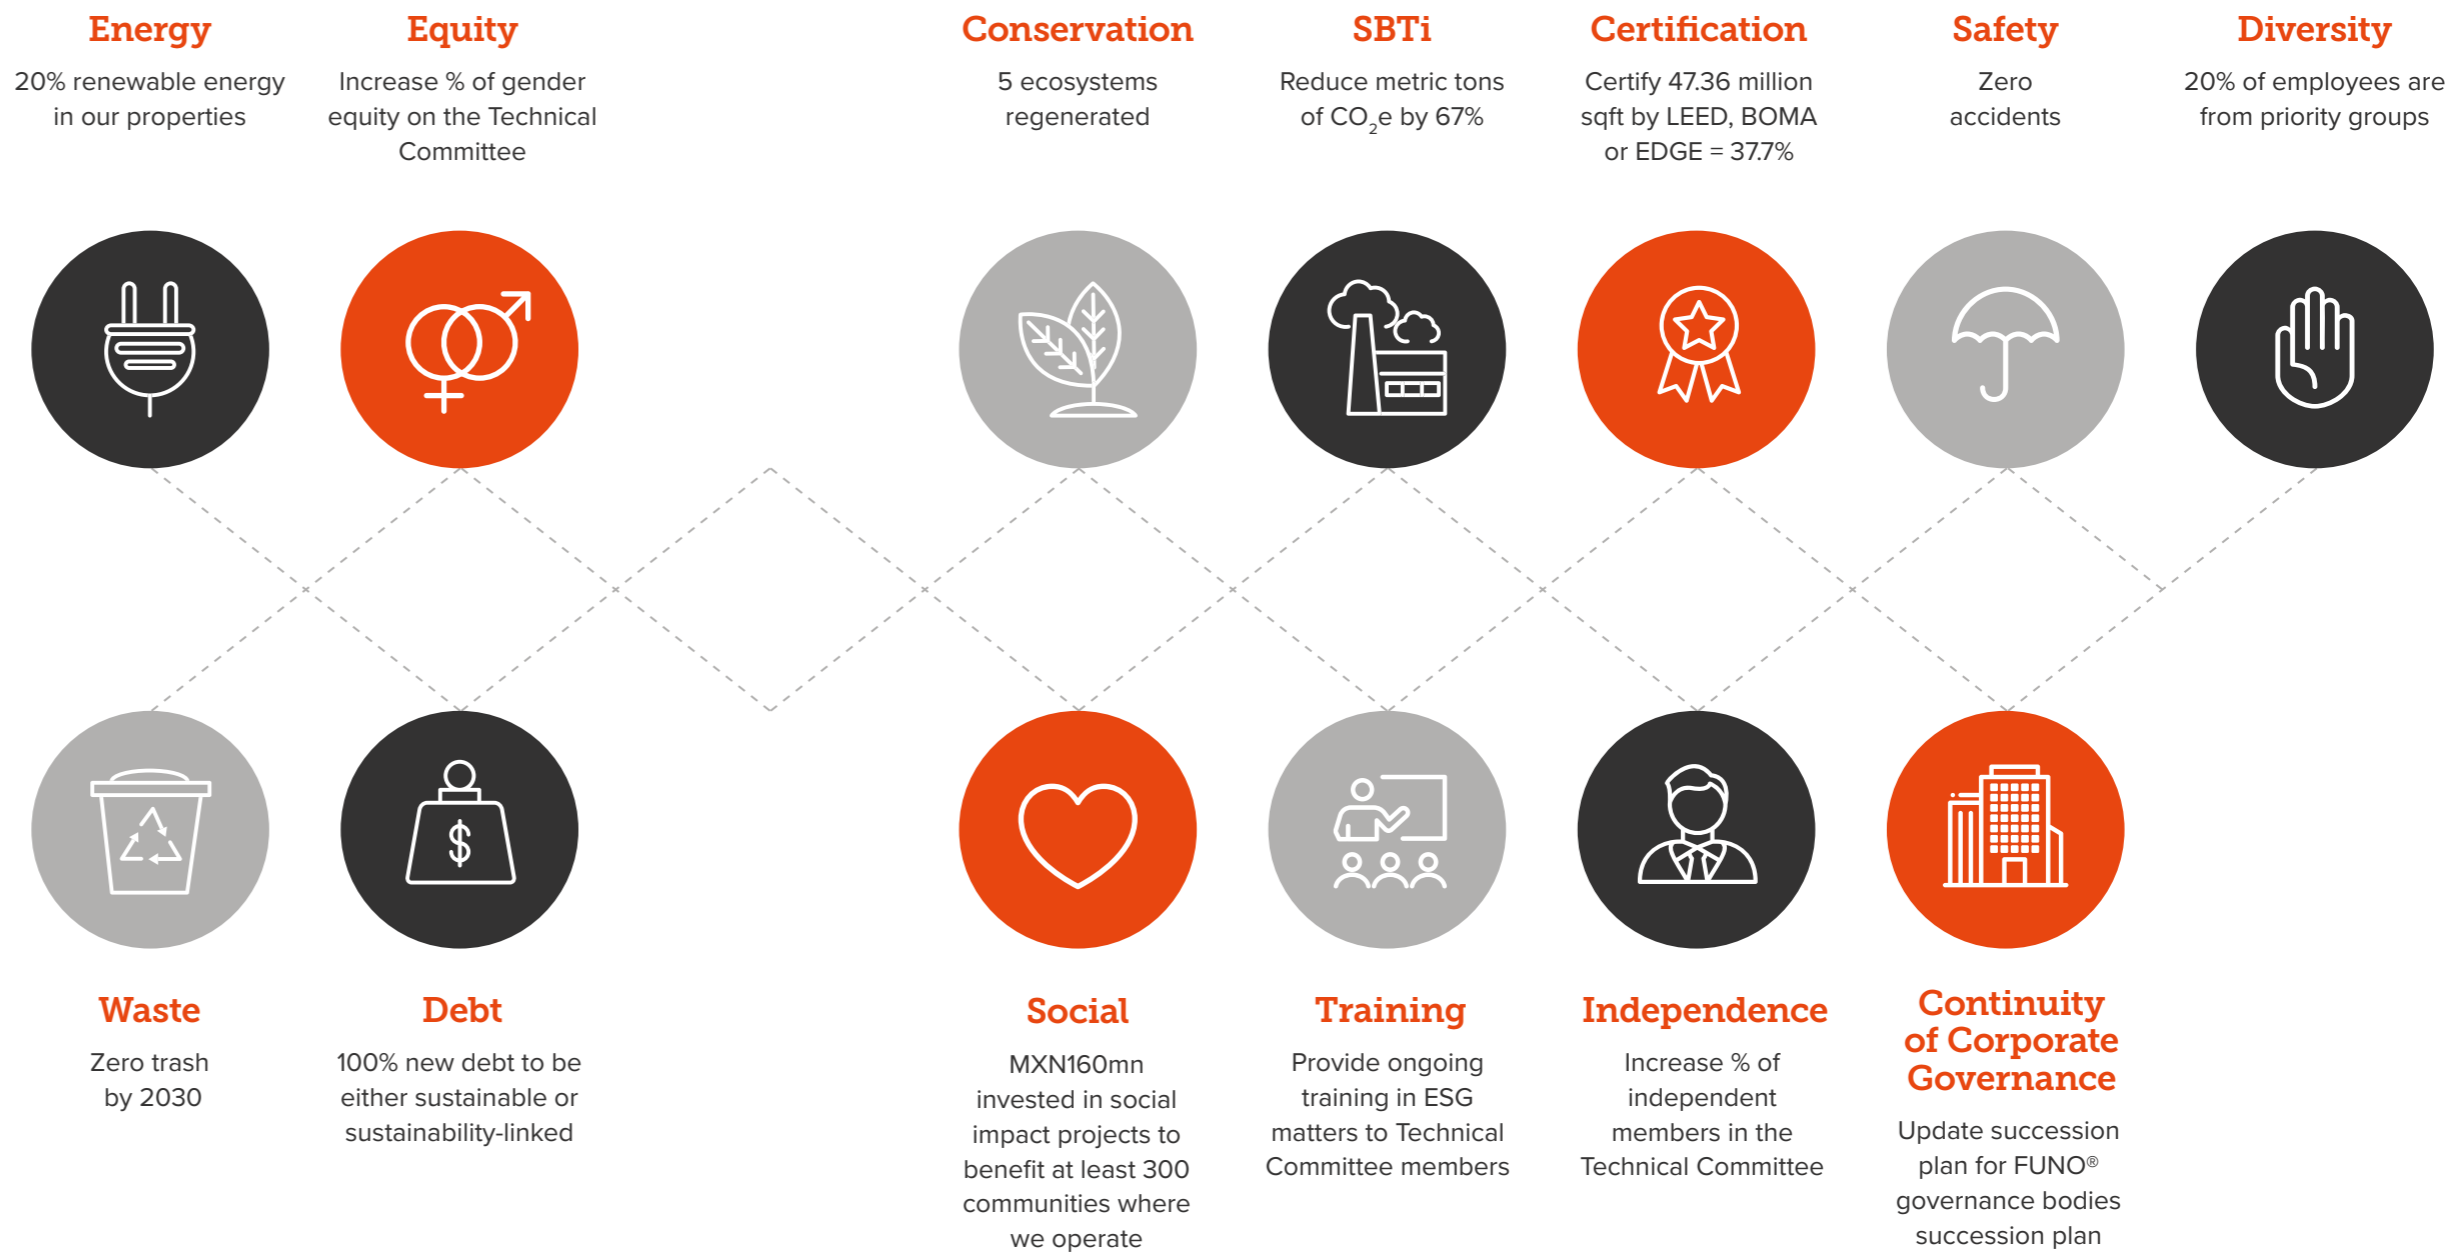 Energy
20% renewable energy
in our properties
Equity
Increase % of gender
equity on the Technical
Committee
Conservation
5 ecosystems
regenerated
SBTi
Reduce metric tons
of CO₂e by 67%
Certification
Certify 47.36 million
sqft by LEED, BOMA
or EDGE = 37.7%
Safety
Zero
accidents
Diversity
20% of employees are
from priority groups
$
Waste
Zero trash
by 2030
Debt
100% new debt to be
either sustainable or
sustainability-linked
Social
MXN160mn
invested in social
impact projects to
benefit at least 300
communities where
we operate
Training
Provide ongoing
training in ESG
matters to Technical
Committee members
Independence
Increase % of
independent
members in the
Technical Committee
Continuity
of Corporate
Governance
Update succession
plan for FUNO®
governance bodies
succession plan